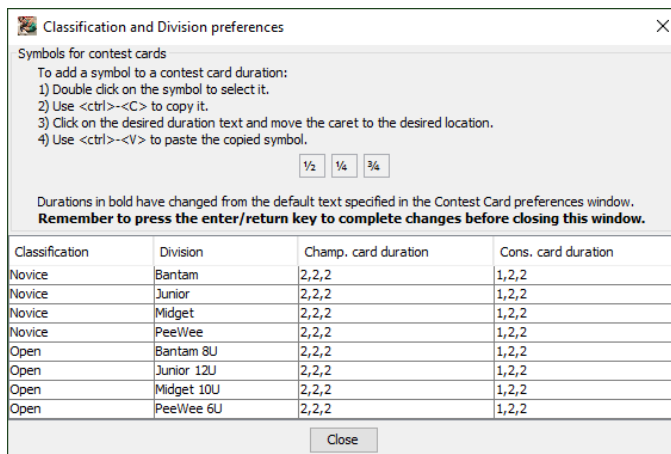 Classification and Division preferences
Symbols for contest cards
To add a symbol to a contest card duration:
1) Double click on the symbol to select it.
2) Use <ctrl>-<C> to copy it.
3) Click on the desired duration text and move the caret to the desired location.
4) Use <ctrl>-<V> to paste the copied symbol.
½ ¼ ¾
Durations in bold have changed from the default text specified in the Contest Card preferences window.
Remember to press the enter/return key to complete changes before closing this window.
Classification Division Champ. card duration Cons. card duration
Novice Bantam 2,2,2 1,2,2
Novice Junior 2,2,2 1,2,2
Novice Midget 2,2,2 1,2,2
Novice PeeWee 2,2,2 1,2,2
Open Bantam 8U 2,2,2 1,2,2
Open Junior 12U 2,2,2 1,2,2
Open Midget 10U 2,2,2 1,2,2
Open PeeWee 6U 2,2,2 1,2,2
Close